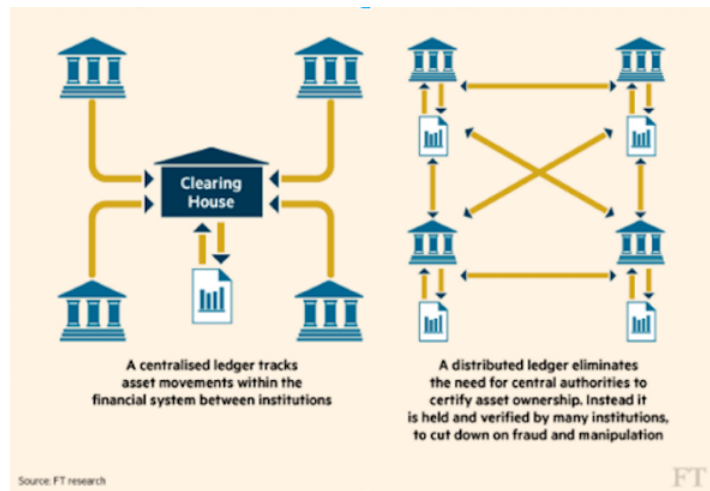 Clearing
House
A centralised ledger tracks
asset movements within the
financial system between institutions
A distributed ledger eliminates
the need for central authorities to
certify asset ownership. Instead it
is held and verified by many institutions,
to cut down on fraud and manipulation
Source: FT research
FT